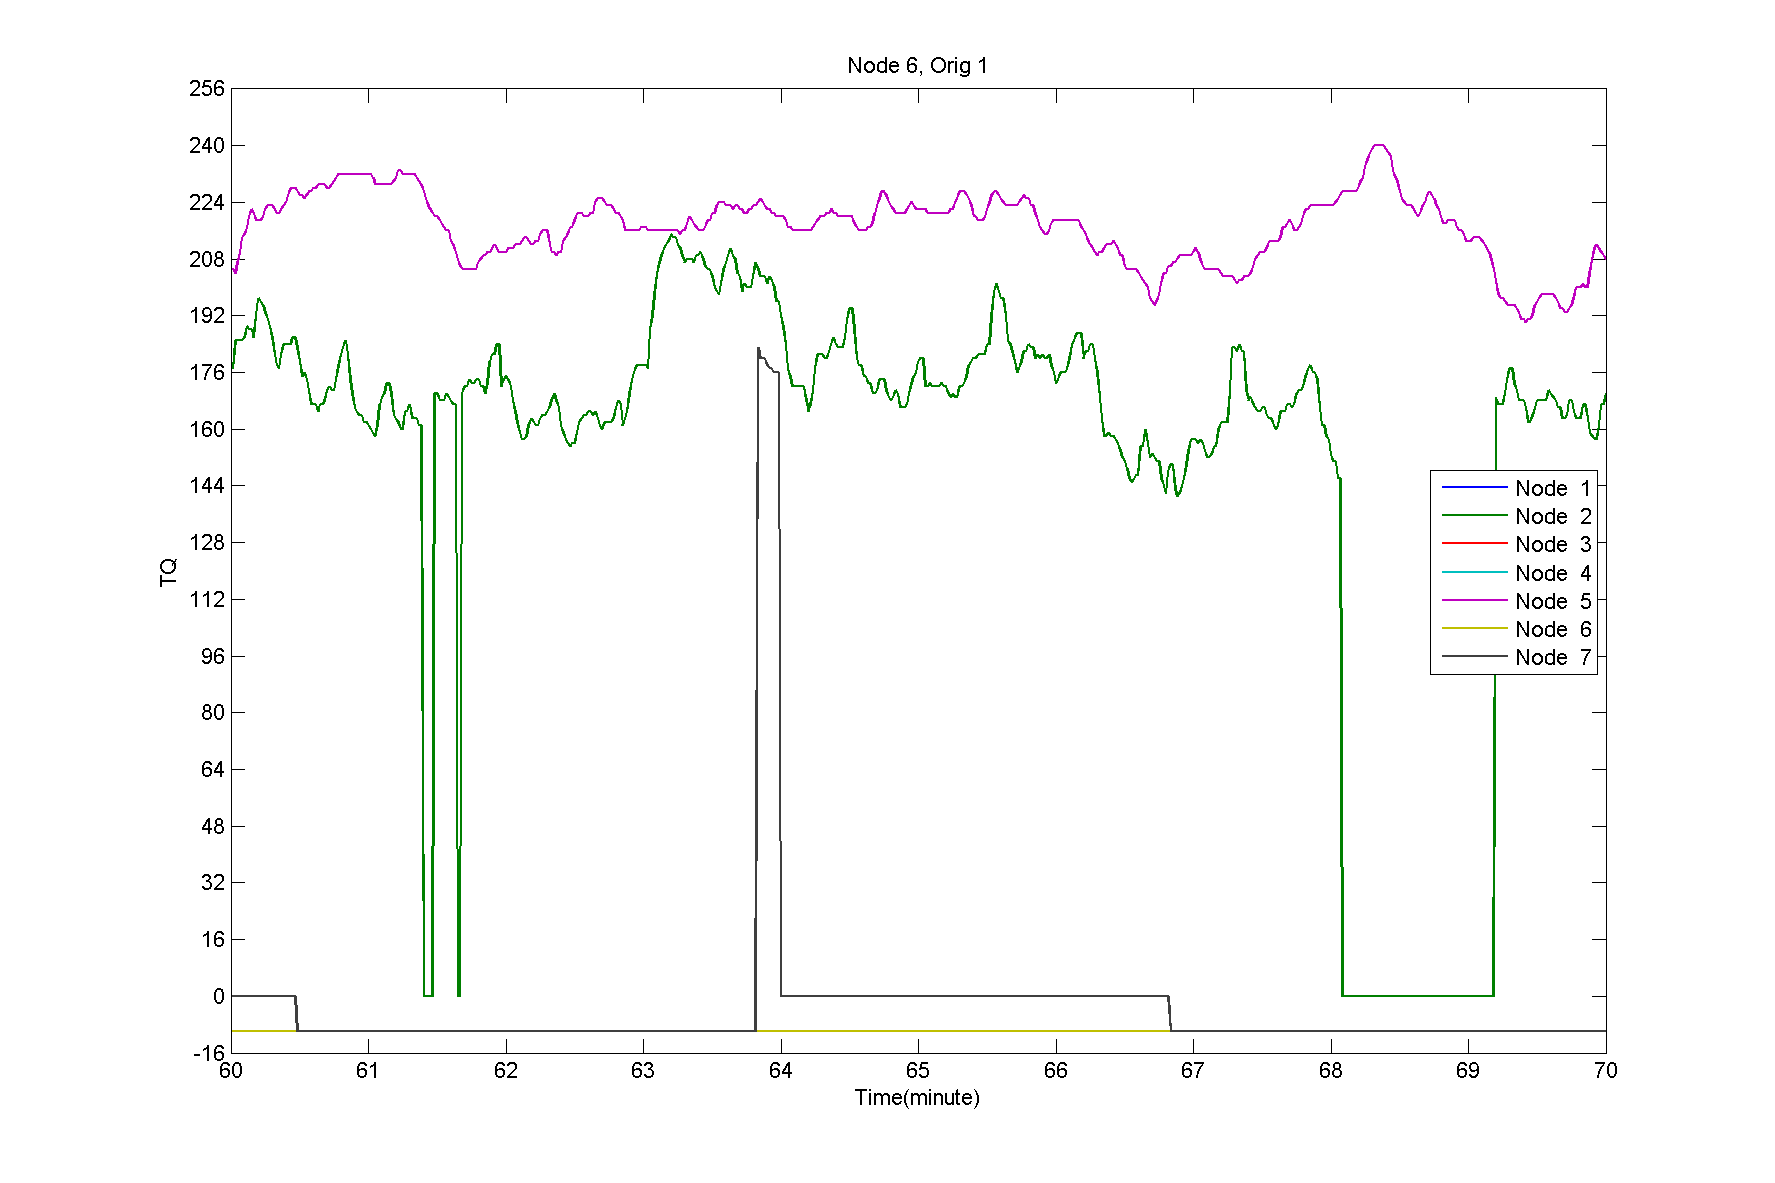 Node 6, Orig 1
256
240
224
208
192
176
160
144
128
112
96
80
64
48
32
16
0
-16
TQ
Node 1
Node 2
Node 3
Node 4
Node 5
Node 6
Node 7
60 61 62 63 64 65 66 67 68 69 70
Time(minute)